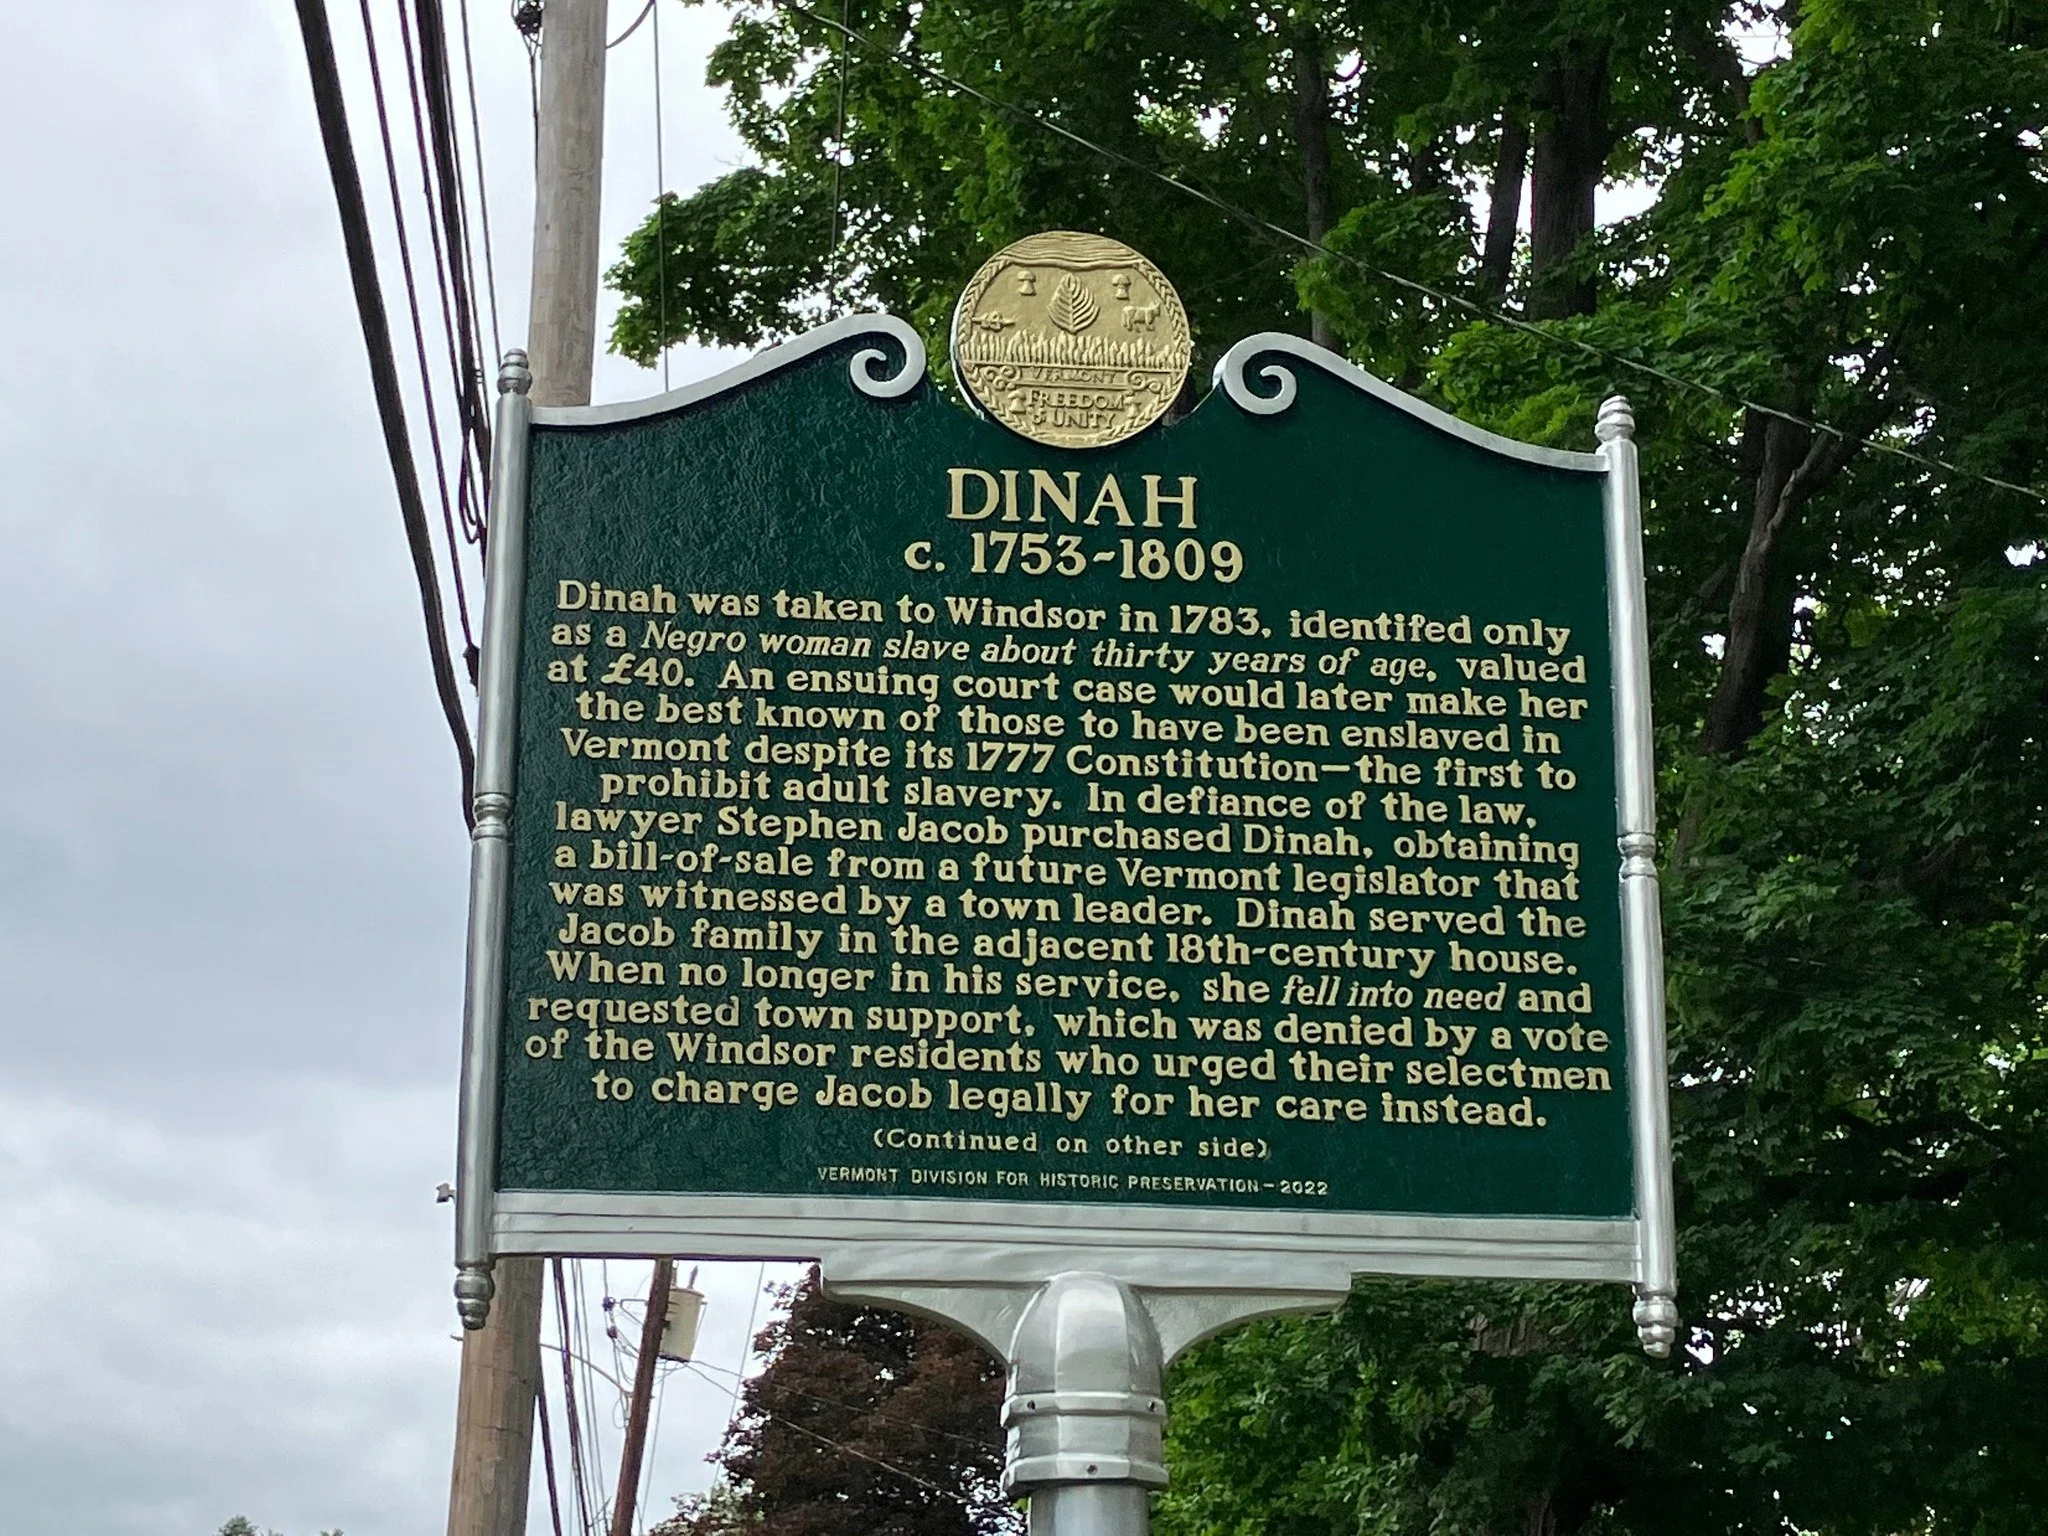 VERMONT
FREEDOM
& UNITY
DINAH
c. 1753~1809
Dinah was taken to Windsor in 1783, identifed only
as a Negro woman slave about thirty years of age, valued
at £40. An ensuing court case would later make her
the best known of those to have been enslaved in
Vermont despite its 1777 Constitution—the first to
prohibit adult slavery. In defiance of the law,
lawyer Stephen Jacob purchased Dinah, obtaining
a bill-of-sale from a future Vermont legislator that
was witnessed by a town leader. Dinah served the
Jacob family in the adjacent 18th-century house.
When no longer in his service, she fell into need and
requested town support, which was denied by a vote
of the Windsor residents who urged their selectmen
to charge Jacob legally for her care instead.
(Continued on other side)
VERMONT DIVISION FOR HISTORIC PRESERVATION—2022